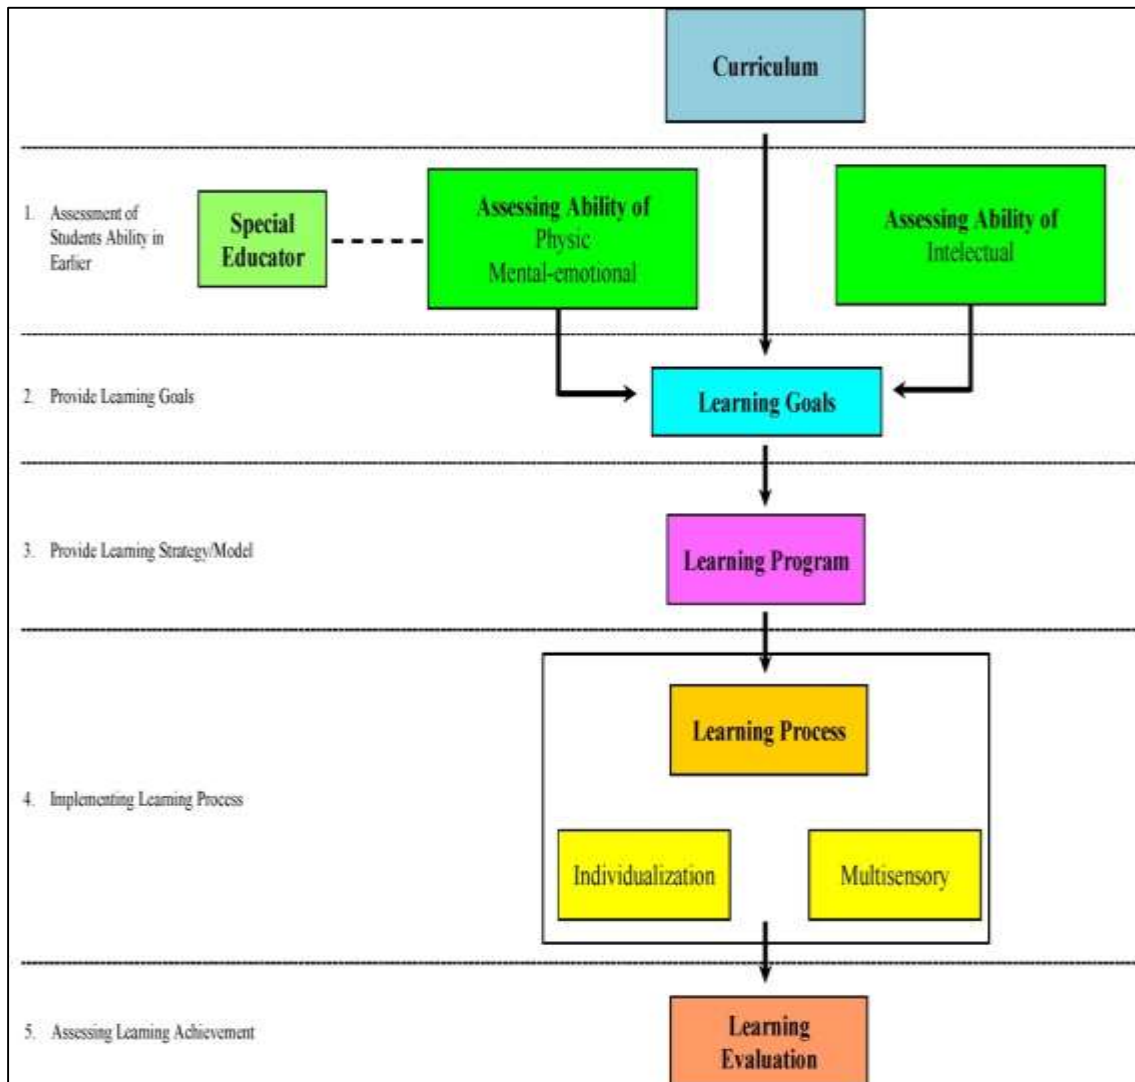 Curriculum
1. Assessment of
Students Ability in
Earlier
Special
Educator
Assessing Ability of
Physic
Mental-emotional
Assessing Ability of
Intelectual
2. Provide Learning Goals
Learning Goals
3. Provide Learning Strategy/Model
Learning Program
Learning Process
4. Implementing Learning Process
Individualization
Multisensory
5. Assessing Learning Achievement
Learning
Evaluation